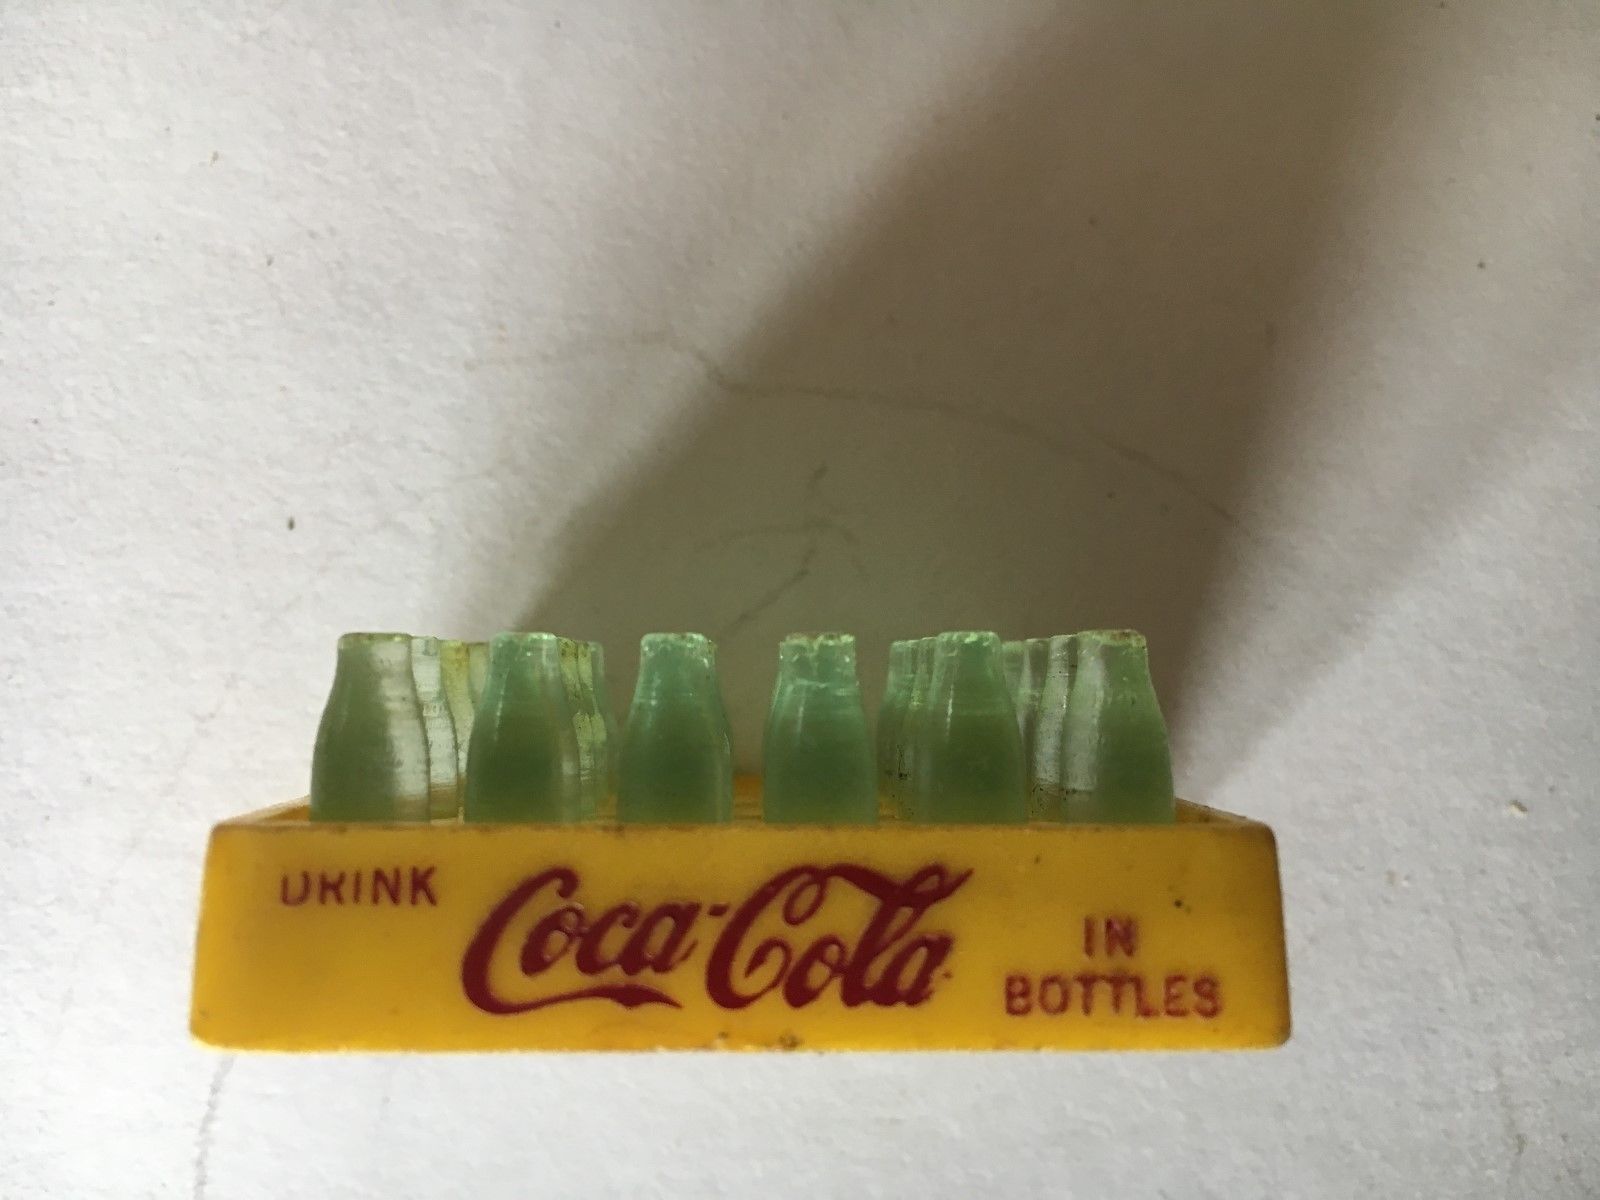 DRINK
Coca-Cola
IN
BOTTLES